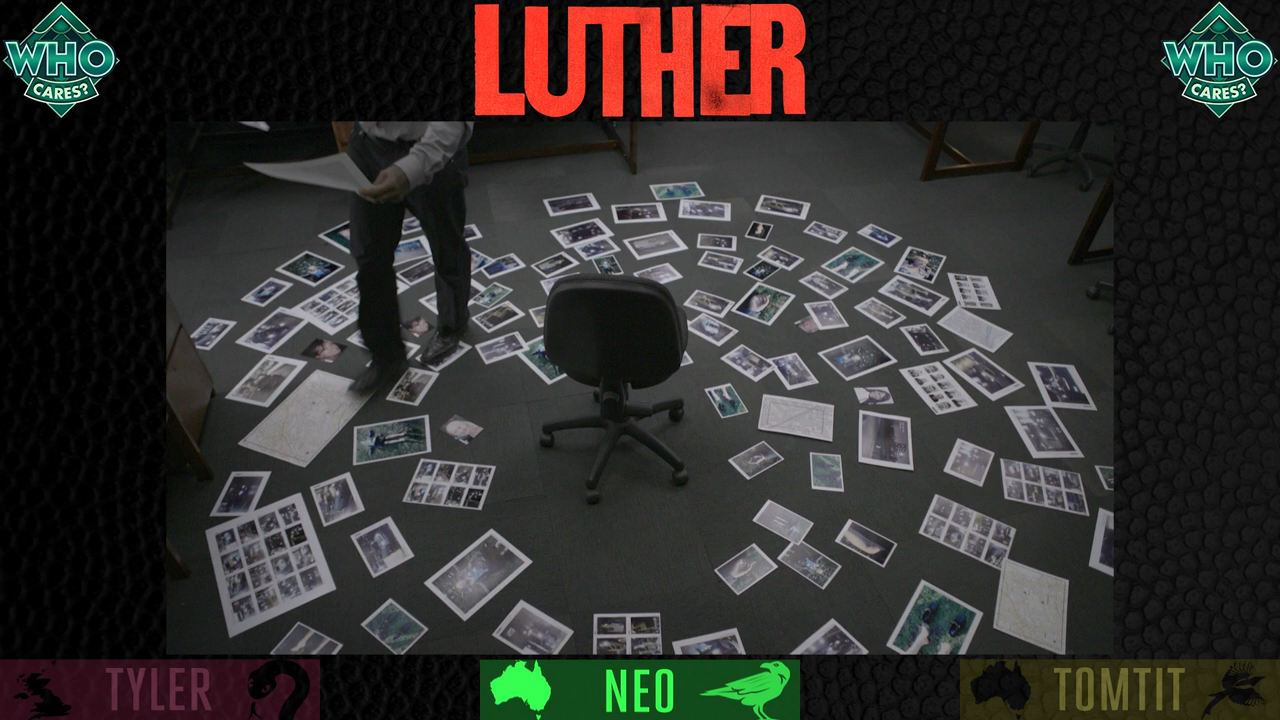 LUTHER
WHO
CARES?
WHO
CARES?
TYLER
NEO
TOMTIT